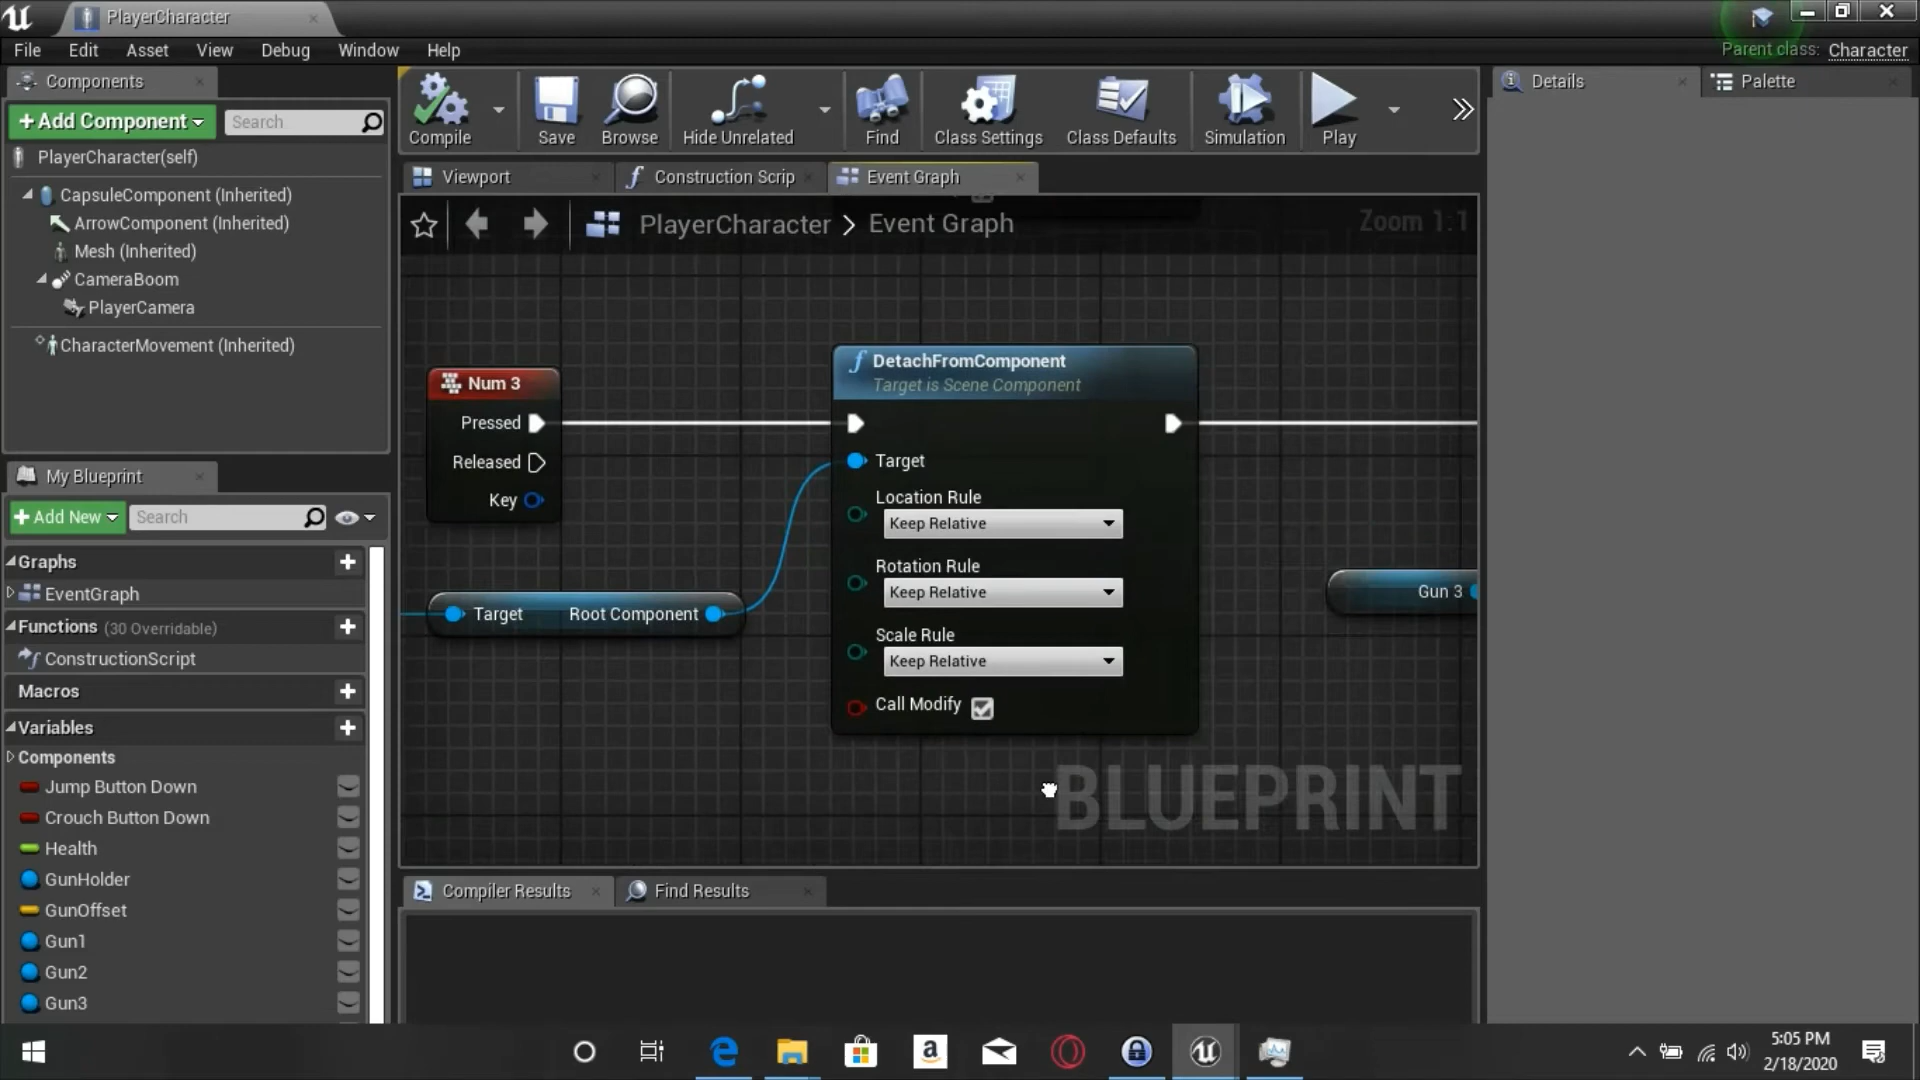 PlayerCharacter
File Edit Asset View Debug Window Help
Parent class: Character
Components
+ Add Component
Search
PlayerCharacter(self)
CapsuleComponent (Inherited)
ArrowComponent (Inherited)
Mesh (Inherited)
CameraBoom
PlayerCamera
CharacterMovement (Inherited)
My Blueprint
+ Add New
Search
Graphs
EventGraph
Functions (30 Overridable)
ConstructionScript
Macros
Variables
Components
Jump Button Down
Crouch Button Down
Health
GunHolder
GunOffset
Gun1
Gun2
Gun3
Compile Save Browse Hide Unrelated Find Class Settings Class Defaults Simulation Play
Viewport Construction Scrip Event Graph
PlayerCharacter > Event Graph
Zoom 1:1
Num 3
Pressed
Released
Key
Target Root Component
DetachFromComponent
Target is Scene Component
Target
Location Rule
Keep Relative
Rotation Rule
Keep Relative
Scale Rule
Keep Relative
Call Modify
Gun 3
BLUEPRINT
Compiler Results Find Results
Details Palette
5:05 PM
2/18/2020